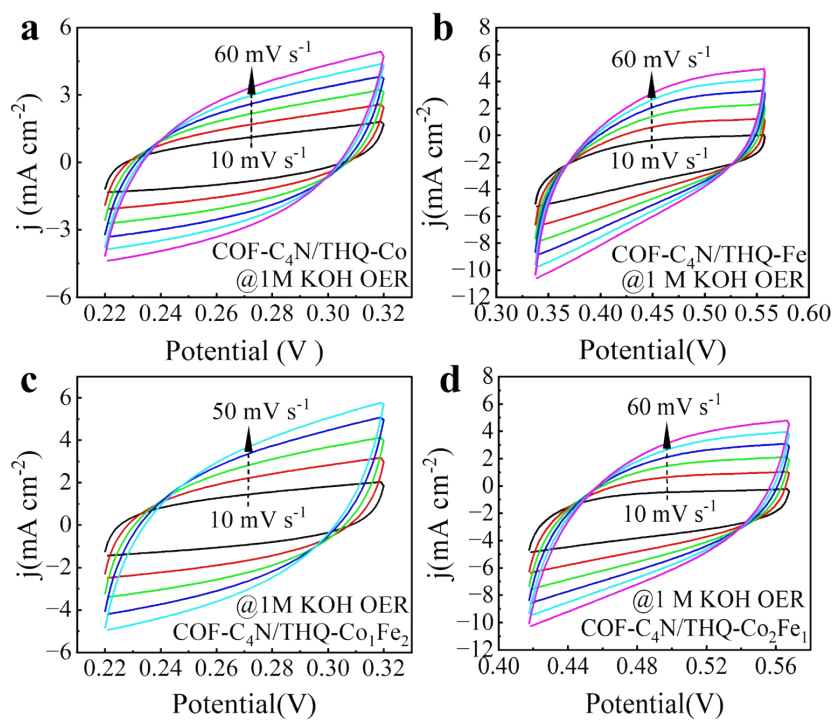 a
6
3
0
−3
−6
j (mA cm⁻²)
60 mV s⁻¹
10 mV s⁻¹
COF-C₄N/THQ-Co
@1M KOH OER
0.22 0.24 0.26 0.28 0.30 0.32
Potential (V )
b
8
6
4
2
0
−2
−4
−6
−8
−10
−12
j(mA cm⁻²)
60 mV s⁻¹
10 mV s⁻¹
COF-C₄N/THQ-Fe
@1 M KOH OER
0.35 0.40 0.45 0.50 0.55 0.60
Potential(V)
c
6
4
2
0
−2
−4
−6
j(mA cm⁻²)
50 mV s⁻¹
10 mV s⁻¹
@1M KOH OER
COF-C₄N/THQ-Co₁Fe₂
0.22 0.24 0.26 0.28 0.30 0.32
Potential(V)
d
8
6
4
2
0
−2
−4
−6
−8
−10
−12
j(mA cm⁻²)
60 mV s⁻¹
10 mV s⁻¹
@1 M KOH OER
COF-C₄N/THQ-Co₂Fe₁
0.40 0.44 0.48 0.52 0.56
Potential(V)